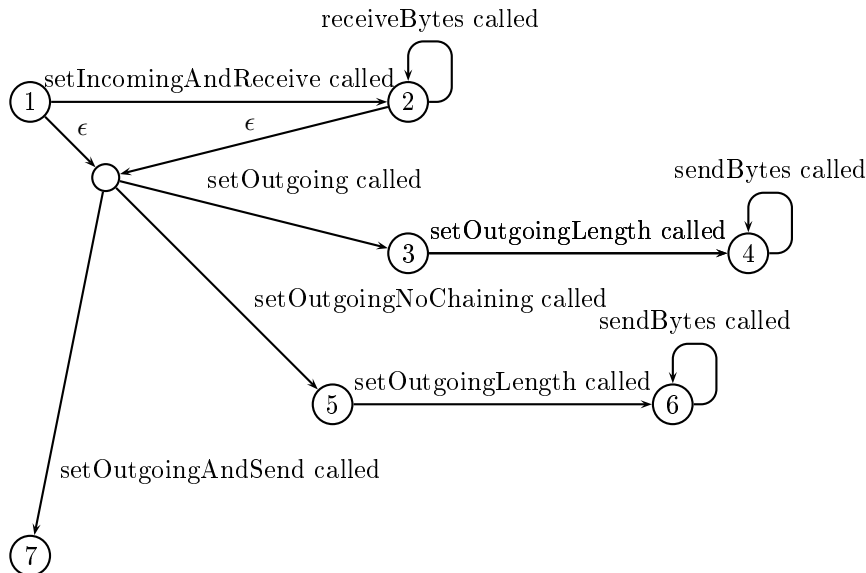 receiveBytes called
setIncomingAndReceive called
1
2
ϵ
ϵ
setOutgoing called
sendBytes called
3
setOutgoingLength called
4
setOutgoingNoChaining called
sendBytes called
5
setOutgoingLength called
6
setOutgoingAndSend called
7